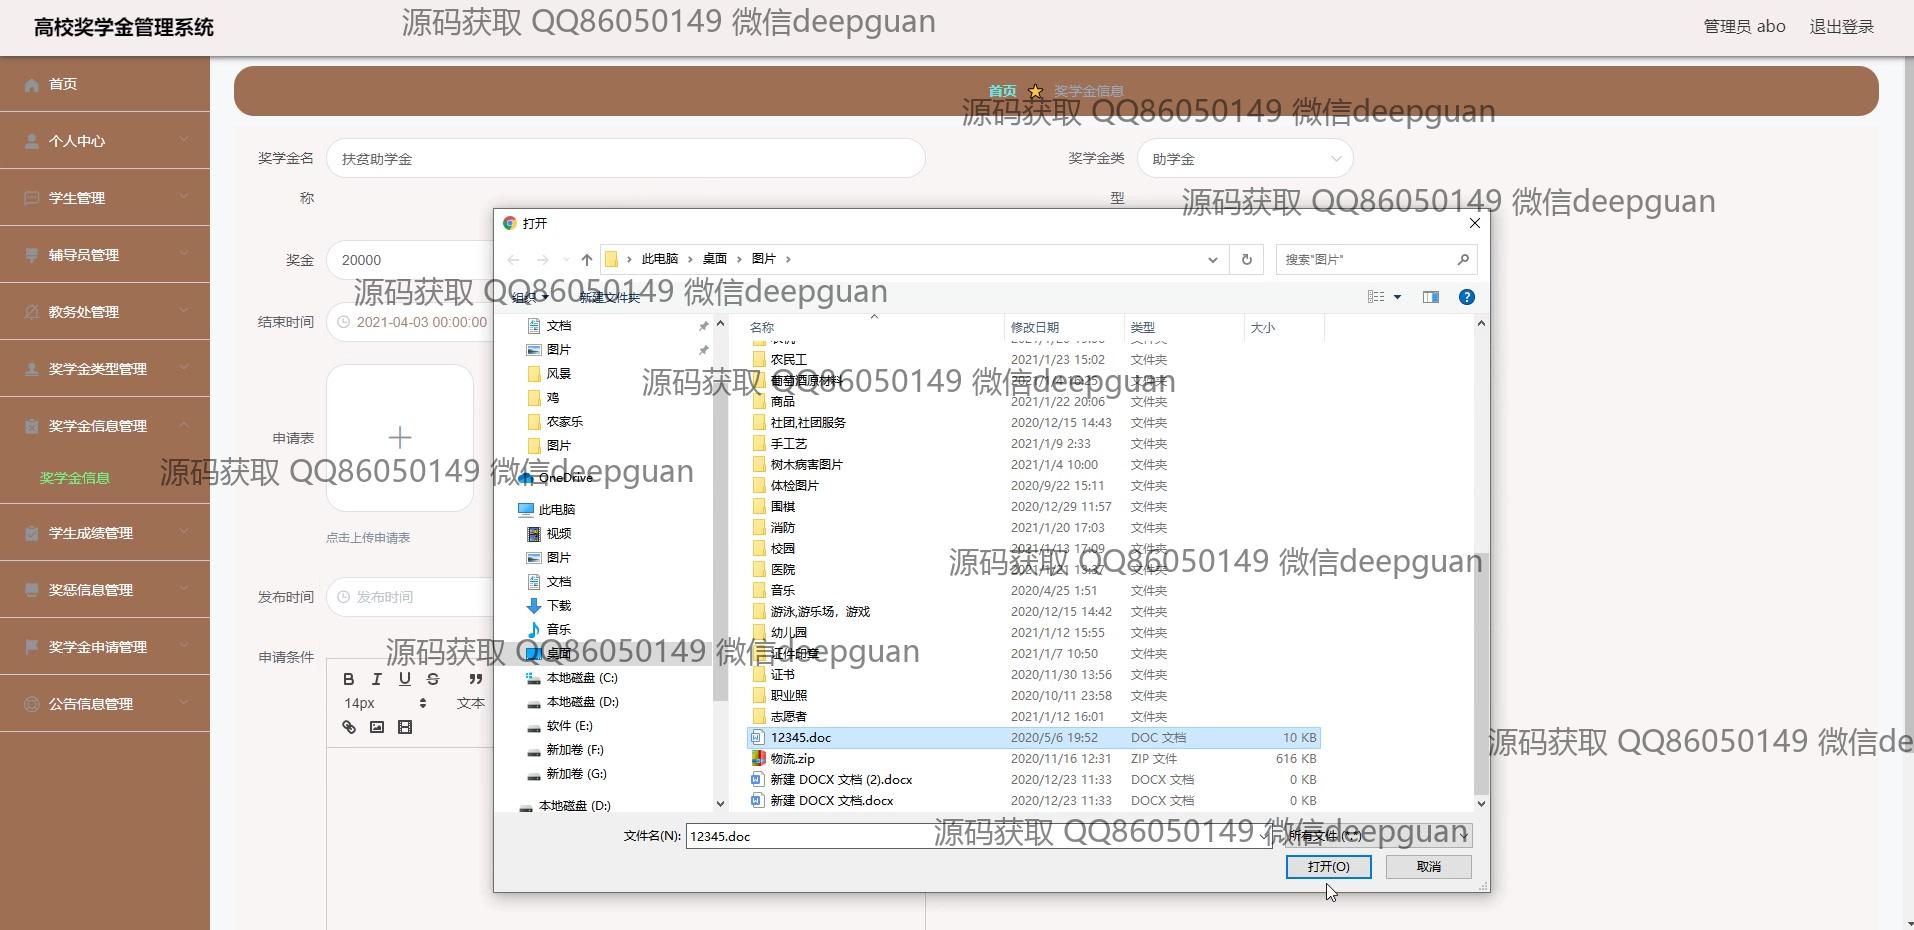 高校奖学金管理系统
源码获取 QQ86050149 微信deepguan
管理员 abo
退出登录
首页
个人中心
学生管理
辅导员管理
教务处管理
奖学金类型管理
奖学金信息管理
奖学金信息
学生成绩管理
奖惩信息管理
奖学金申请管理
公告信息管理
首页 奖学金信息
源码获取 QQ86050149 微信deepguan
奖学金名称
扶贫助学金
奖学金类型
助学金
源码获取 QQ86050149 微信deepguan
奖金
20000
结束时间
2021-04-03 00:00:00
申请表
点击上传申请表
发布时间
发布时间
申请条件
14px
文本
打开
此电脑 › 桌面 › 图片 ›
搜索"图片"
组织
新建文件夹
源码获取 QQ86050149 微信deepguan
文档
图片
风景
鸡
农家乐
图片
OneDrive
此电脑
视频
图片
文档
下载
音乐
桌面
本地磁盘 (C:)
本地磁盘 (D:)
软件 (E:)
新加卷 (F:)
新加卷 (G:)
本地磁盘 (D:)
名称 修改日期 类型 大小
农民工 2021/1/23 15:02 文件夹
葡萄酒原材料 2021/1/4 16:25 文件夹
源码获取 QQ86050149 微信deepguan
商品 2021/1/22 20:06 文件夹
社团,社团服务 2020/12/15 14:43 文件夹
手工艺 2021/1/9 2:33 文件夹
树木病害图片 2021/1/4 10:00 文件夹
源码获取 QQ86050149 微信deepguan
体检图片 2020/9/22 15:11 文件夹
围棋 2020/12/29 11:57 文件夹
消防 2021/1/20 17:03 文件夹
校园 2021/1/13 17:09 文件夹
源码获取 QQ86050149 微信deepguan
医院 2021/1/21 13:37 文件夹
音乐 2020/4/25 1:51 文件夹
游泳,游乐场，游戏 2020/12/15 14:42 文件夹
幼儿园 2021/1/12 15:55 文件夹
源码获取 QQ86050149 微信deepguan
证件印章 2021/1/7 10:50 文件夹
证书 2020/11/30 13:56 文件夹
职业照 2020/10/11 23:58 文件夹
志愿者 2021/1/12 16:01 文件夹
12345.doc 2020/5/6 19:52 DOC 文档 10 KB
源码获取 QQ86050149 微信de
物流.zip 2020/11/16 12:31 ZIP 文件 616 KB
新建 DOCX 文档 (2).docx 2020/12/23 11:33 DOCX 文档 0 KB
新建 DOCX 文档.docx 2020/12/23 11:33 DOCX 文档 0 KB
文件名(N): 12345.doc
所有文件 (*.*)
源码获取 QQ86050149 微信deepguan
打开(O)
取消